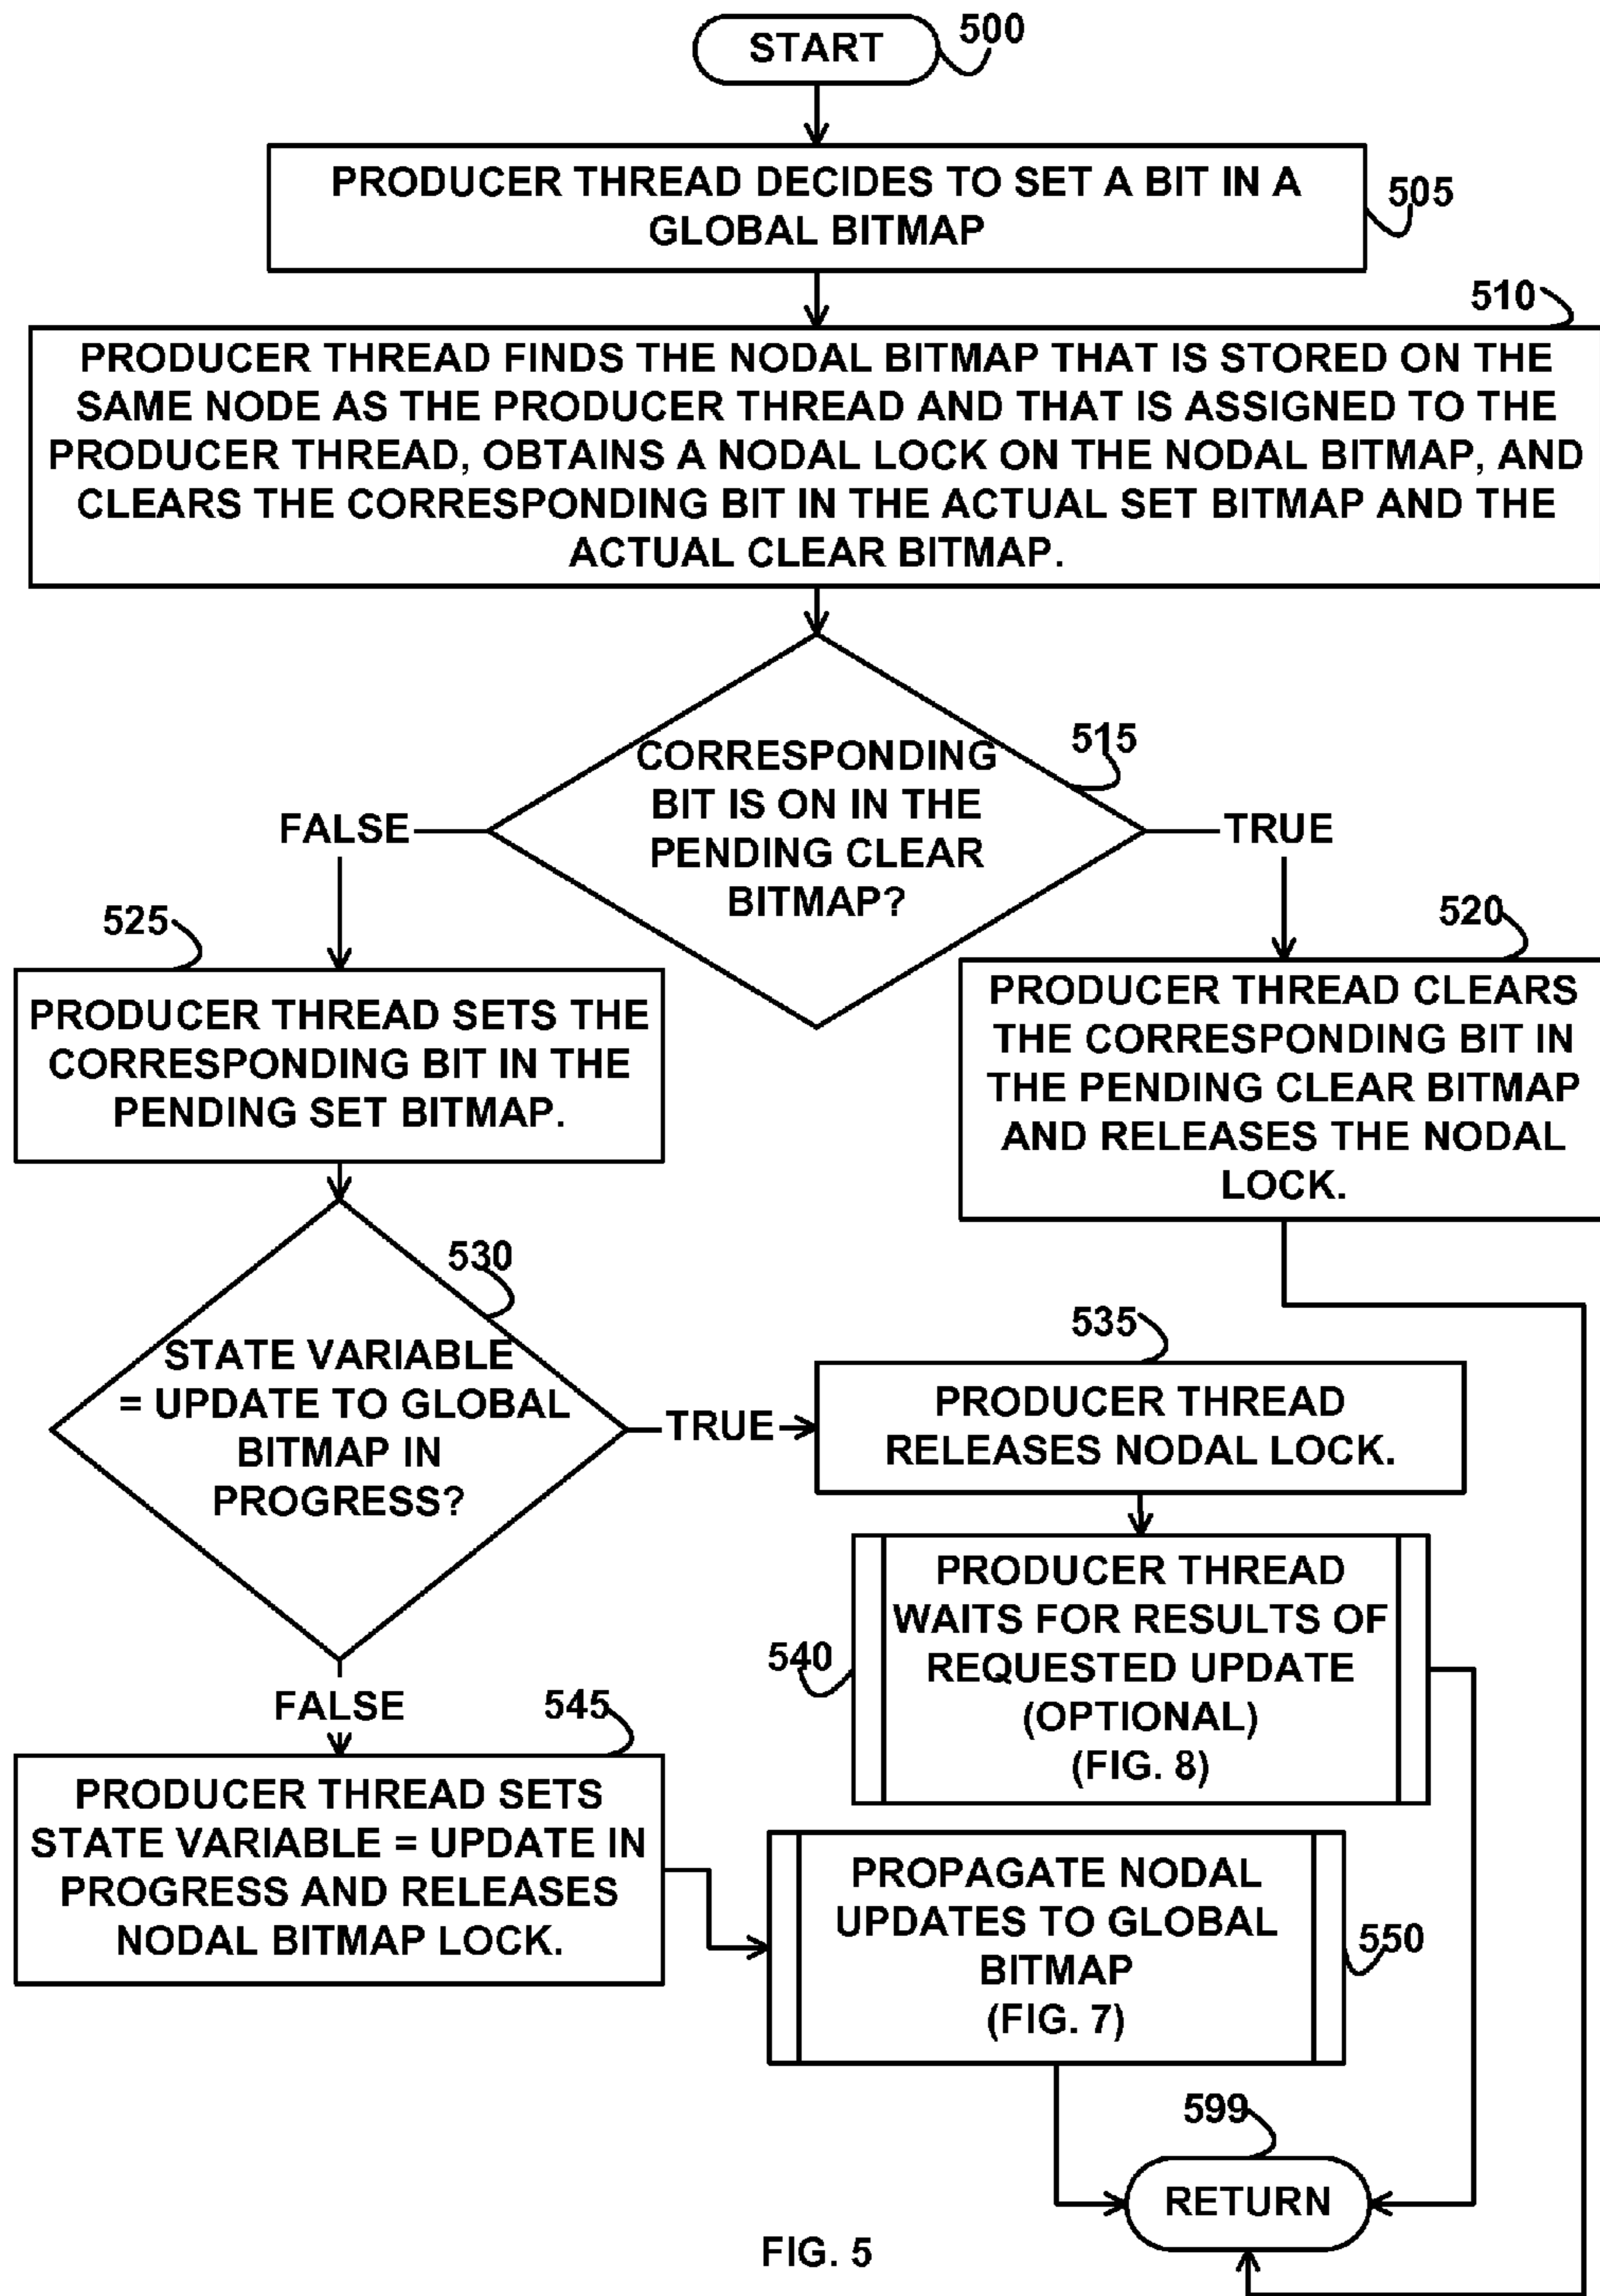 START
500
PRODUCER THREAD DECIDES TO SET A BIT IN A
GLOBAL BITMAP
505
510
PRODUCER THREAD FINDS THE NODAL BITMAP THAT IS STORED ON THE
SAME NODE AS THE PRODUCER THREAD AND THAT IS ASSIGNED TO THE
PRODUCER THREAD, OBTAINS A NODAL LOCK ON THE NODAL BITMAP, AND
CLEARS THE CORRESPONDING BIT IN THE ACTUAL SET BITMAP AND THE
ACTUAL CLEAR BITMAP.
515
CORRESPONDING
BIT IS ON IN THE
PENDING CLEAR
BITMAP?
FALSE
TRUE
525
PRODUCER THREAD SETS THE
CORRESPONDING BIT IN THE
PENDING SET BITMAP.
520
PRODUCER THREAD CLEARS
THE CORRESPONDING BIT IN
THE PENDING CLEAR BITMAP
AND RELEASES THE NODAL
LOCK.
530
STATE VARIABLE
= UPDATE TO GLOBAL
BITMAP IN
PROGRESS?
TRUE
535
PRODUCER THREAD
RELEASES NODAL LOCK.
540
PRODUCER THREAD
WAITS FOR RESULTS OF
REQUESTED UPDATE
(OPTIONAL)
(FIG. 8)
FALSE
545
PRODUCER THREAD SETS
STATE VARIABLE = UPDATE IN
PROGRESS AND RELEASES
NODAL BITMAP LOCK.
PROPAGATE NODAL
UPDATES TO GLOBAL
BITMAP
(FIG. 7)
550
599
RETURN
FIG. 5